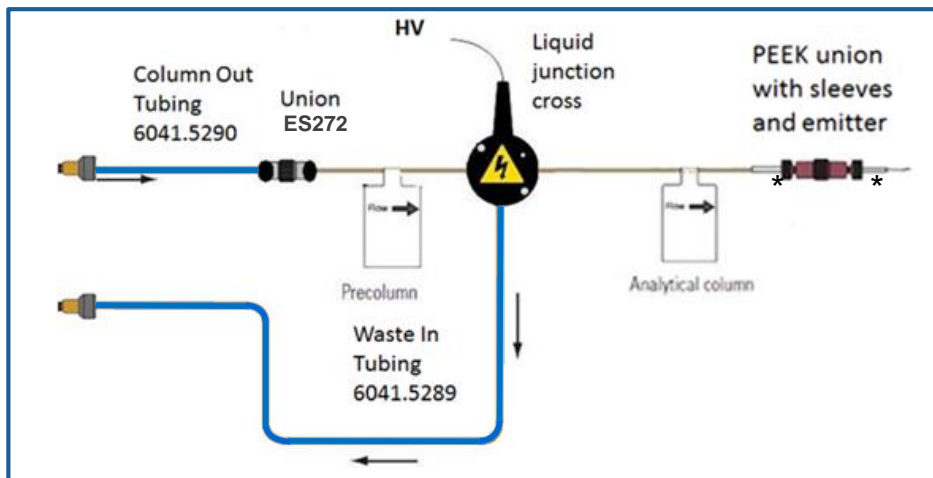 HV
Column Out
Tubing
6041.5290
Union
ES272
Liquid
junction
cross
PEEK union
with sleeves
and emitter
*
*
Flow
Precolumn
Flow
Analytical column
Waste In
Tubing
6041.5289